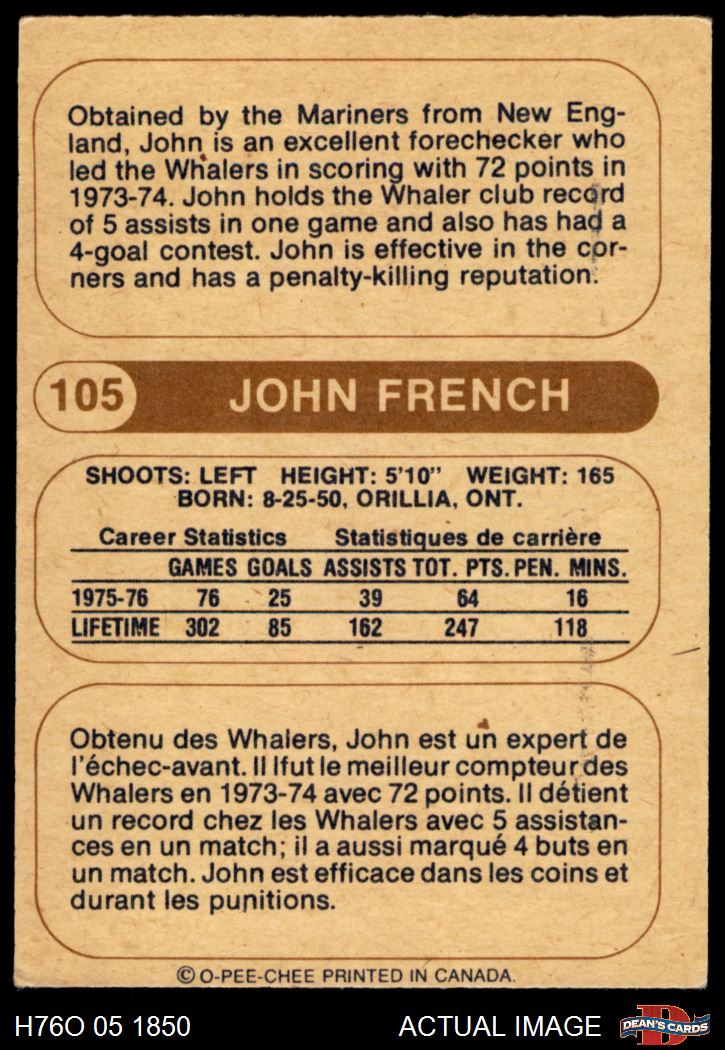 Obtained by the Mariners from New Eng-
land, John is an excellent forechecker who
led the Whalers in scoring with 72 points in
1973-74. John holds the Whaler club record
of 5 assists in one game and also has had a
4-goal contest. John is effective in the cor-
ners and has a penalty-killing reputation.
105 JOHN FRENCH
SHOOTS: LEFT HEIGHT: 5'10" WEIGHT: 165
BORN: 8-25-50, ORILLIA, ONT.
Career Statistics Statistiques de carrière
GAMES GOALS ASSISTS TOT. PTS. PEN. MINS.
1975-76 76 25 39 64 16
LIFETIME 302 85 162 247 118
Obtenu des Whalers, John est un expert de
l'échec-avant. Il lfut le meilleur compteur des
Whalers en 1973-74 avec 72 points. Il détient
un record chez les Whalers avec 5 assistan-
ces en un match; il a aussi marqué 4 buts en
un match. John est efficace dans les coins et
durant les punitions.
© O-PEE-CHEE PRINTED IN CANADA.
H76O 05 1850 ACTUAL IMAGE D DEAN'S CARDS